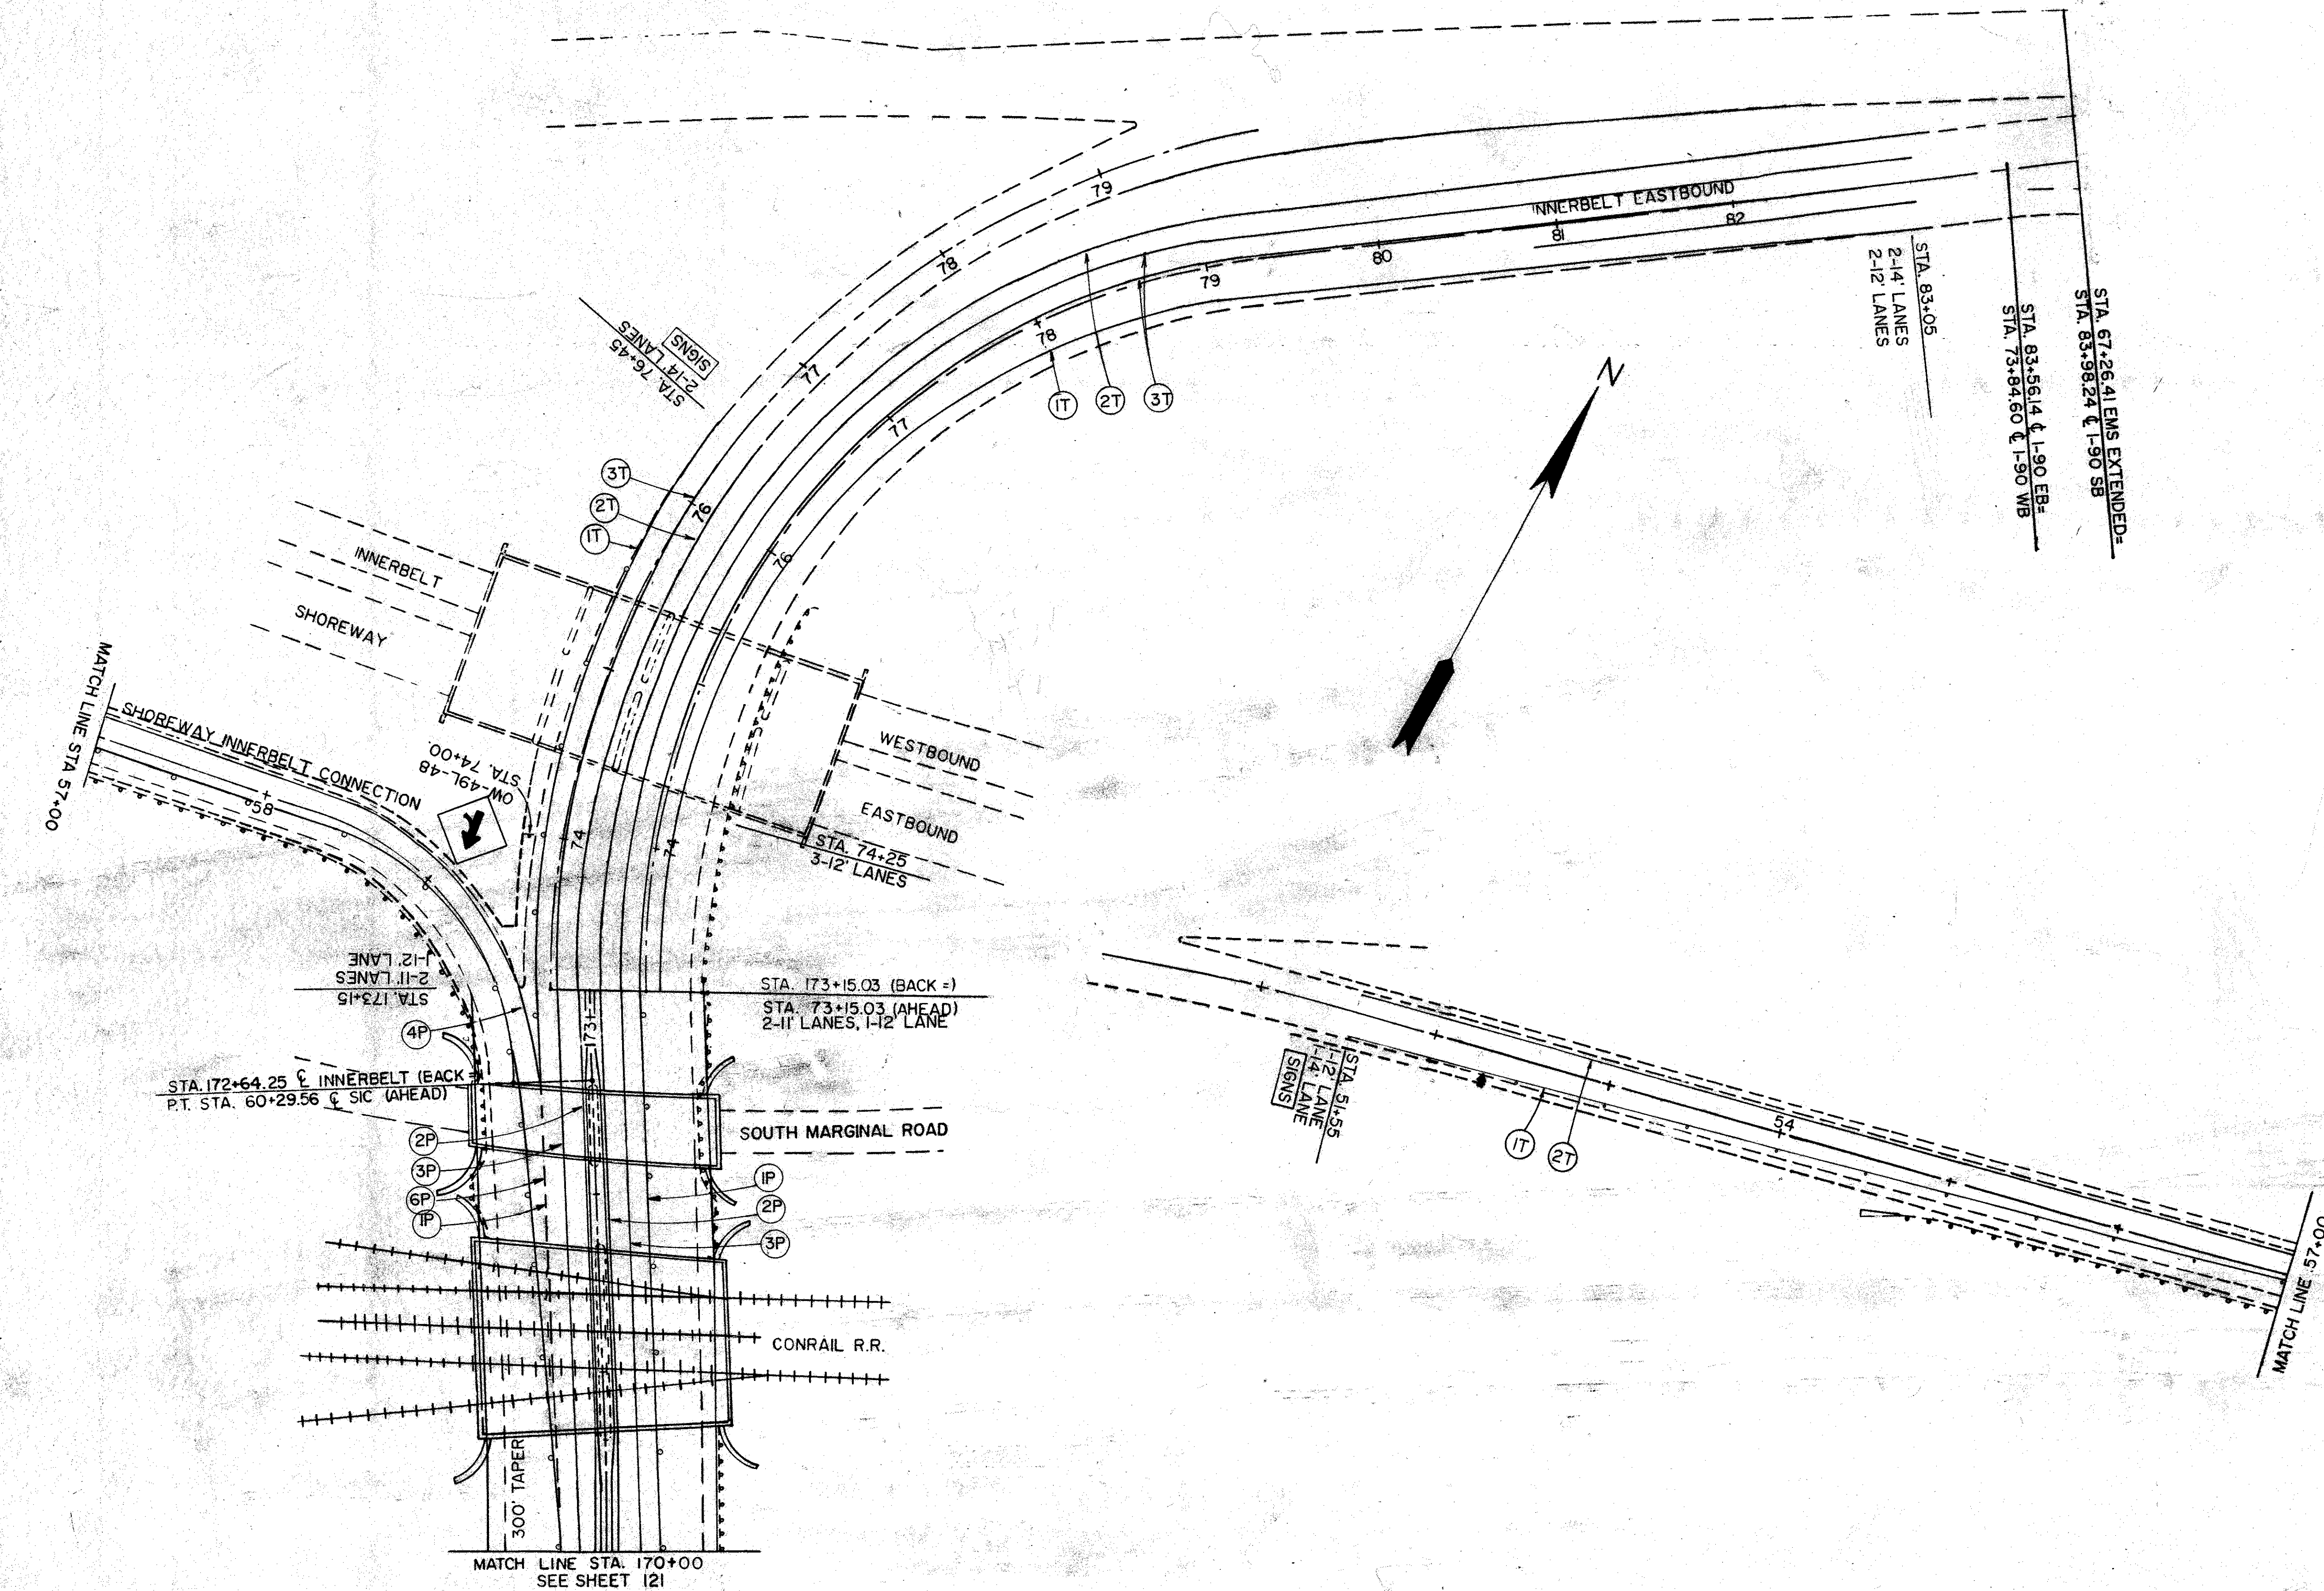 INNERBELT EASTBOUND
79
78
77
76
79
80
81
82
78
77
76
STA. 76+45
2-14' LANES
SIGNS
3T
2T
1T
1T
2T
3T
N
STA. 83+05
2-14' LANES
2-12' LANES
STA. 83+56.14 ℄ I-90 EB=
STA. 73+84.60 ℄ I-90 WB
STA. 67+26.41 EMS EXTENDED=
STA. 83+98.24 ℄ I-90 SB
INNERBELT
SHOREWAY
WESTBOUND
EASTBOUND
MATCH LINE STA 57+00
SHOREWAY INNERBELT CONNECTION
58
OW-49L-48
STA. 74+00.
74
74
STA. 74+25
3-12' LANES
STA. 173+15
2-11' LANES
1-12' LANE
STA. 173+15.03 (BACK =)
STA. 73+15.03 (AHEAD)
2-11' LANES, 1-12' LANE
173+
4P
STA. 172+64.25 ℄ INNERBELT (BACK =
P.T. STA. 60+29.56 ℄ SIC (AHEAD)
SOUTH MARGINAL ROAD
2P
3P
6P
1P
1P
2P
3P
CONRAIL R.R.
300' TAPER
MATCH LINE STA. 170+00
SEE SHEET 121
STA. 51+55
1-12' LANE
1-14' LANE
SIGNS
1T
2T
54
MATCH LINE 57+00